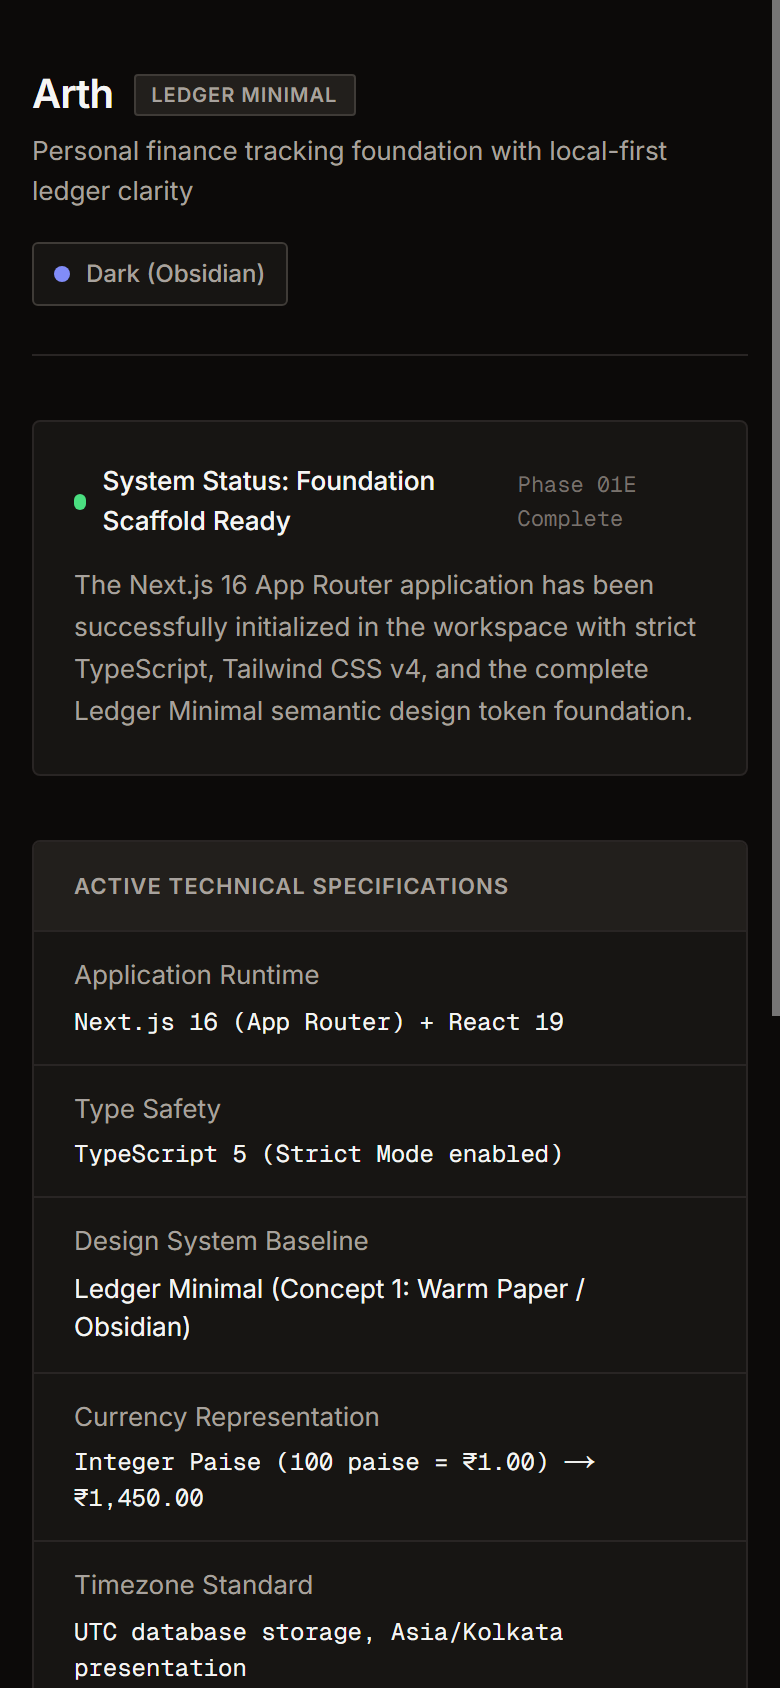 Arth
LEDGER MINIMAL
Personal finance tracking foundation with local-first
ledger clarity
Dark (Obsidian)
System Status: Foundation
Scaffold Ready
Phase 01E
Complete
The Next.js 16 App Router application has been
successfully initialized in the workspace with strict
TypeScript, Tailwind CSS v4, and the complete
Ledger Minimal semantic design token foundation.
ACTIVE TECHNICAL SPECIFICATIONS
Application Runtime
Next.js 16 (App Router) + React 19
Type Safety
TypeScript 5 (Strict Mode enabled)
Design System Baseline
Ledger Minimal (Concept 1: Warm Paper /
Obsidian)
Currency Representation
Integer Paise (100 paise = ₹1.00) →
₹1,450.00
Timezone Standard
UTC database storage, Asia/Kolkata
presentation